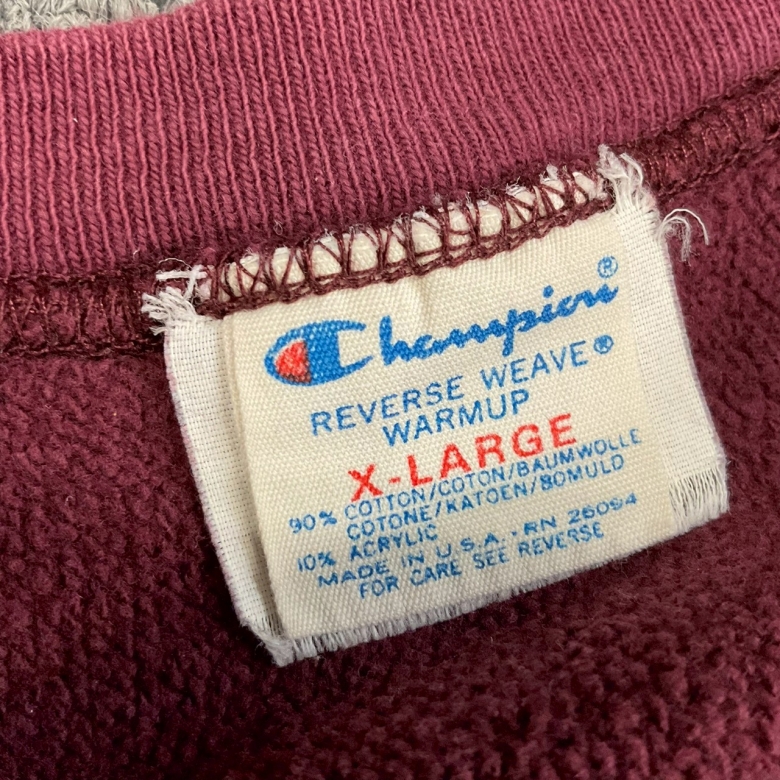 Champion®
REVERSE WEAVE®
WARMUP
X-LARGE
90% COTTON/COTON/BAUMWOLLE
COTONE/KATOEN/BOMULD
10% ACRYLIC
MADE IN U.S.A. - RN 26094
FOR CARE SEE REVERSE